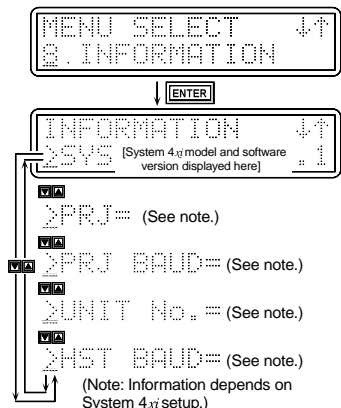 MENU SELECT ↓↑
8.INFORMATION
ENTER
INFORMATION ↓↑
>SYS [System 4xi model and software version displayed here] .1
>PRJ= (See note.)
>PRJ BAUD= (See note.)
>UNIT No.= (See note.)
>HST BAUD= (See note.)
(Note: Information depends on
System 4xi setup.)